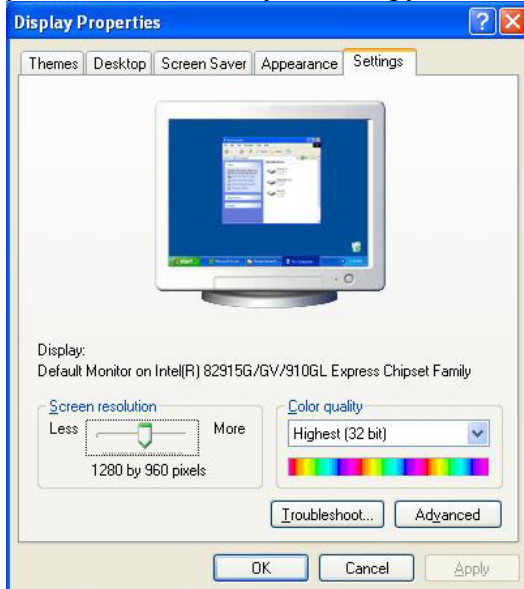 Display Properties
Themes Desktop Screen Saver Appearance Settings
start
Display:
Default Monitor on Intel(R) 82915G/GV/910GL Express Chipset Family
Screen resolution
Less More
1280 by 960 pixels
Color quality
Highest (32 bit)
Troubleshoot... Advanced
OK Cancel Apply